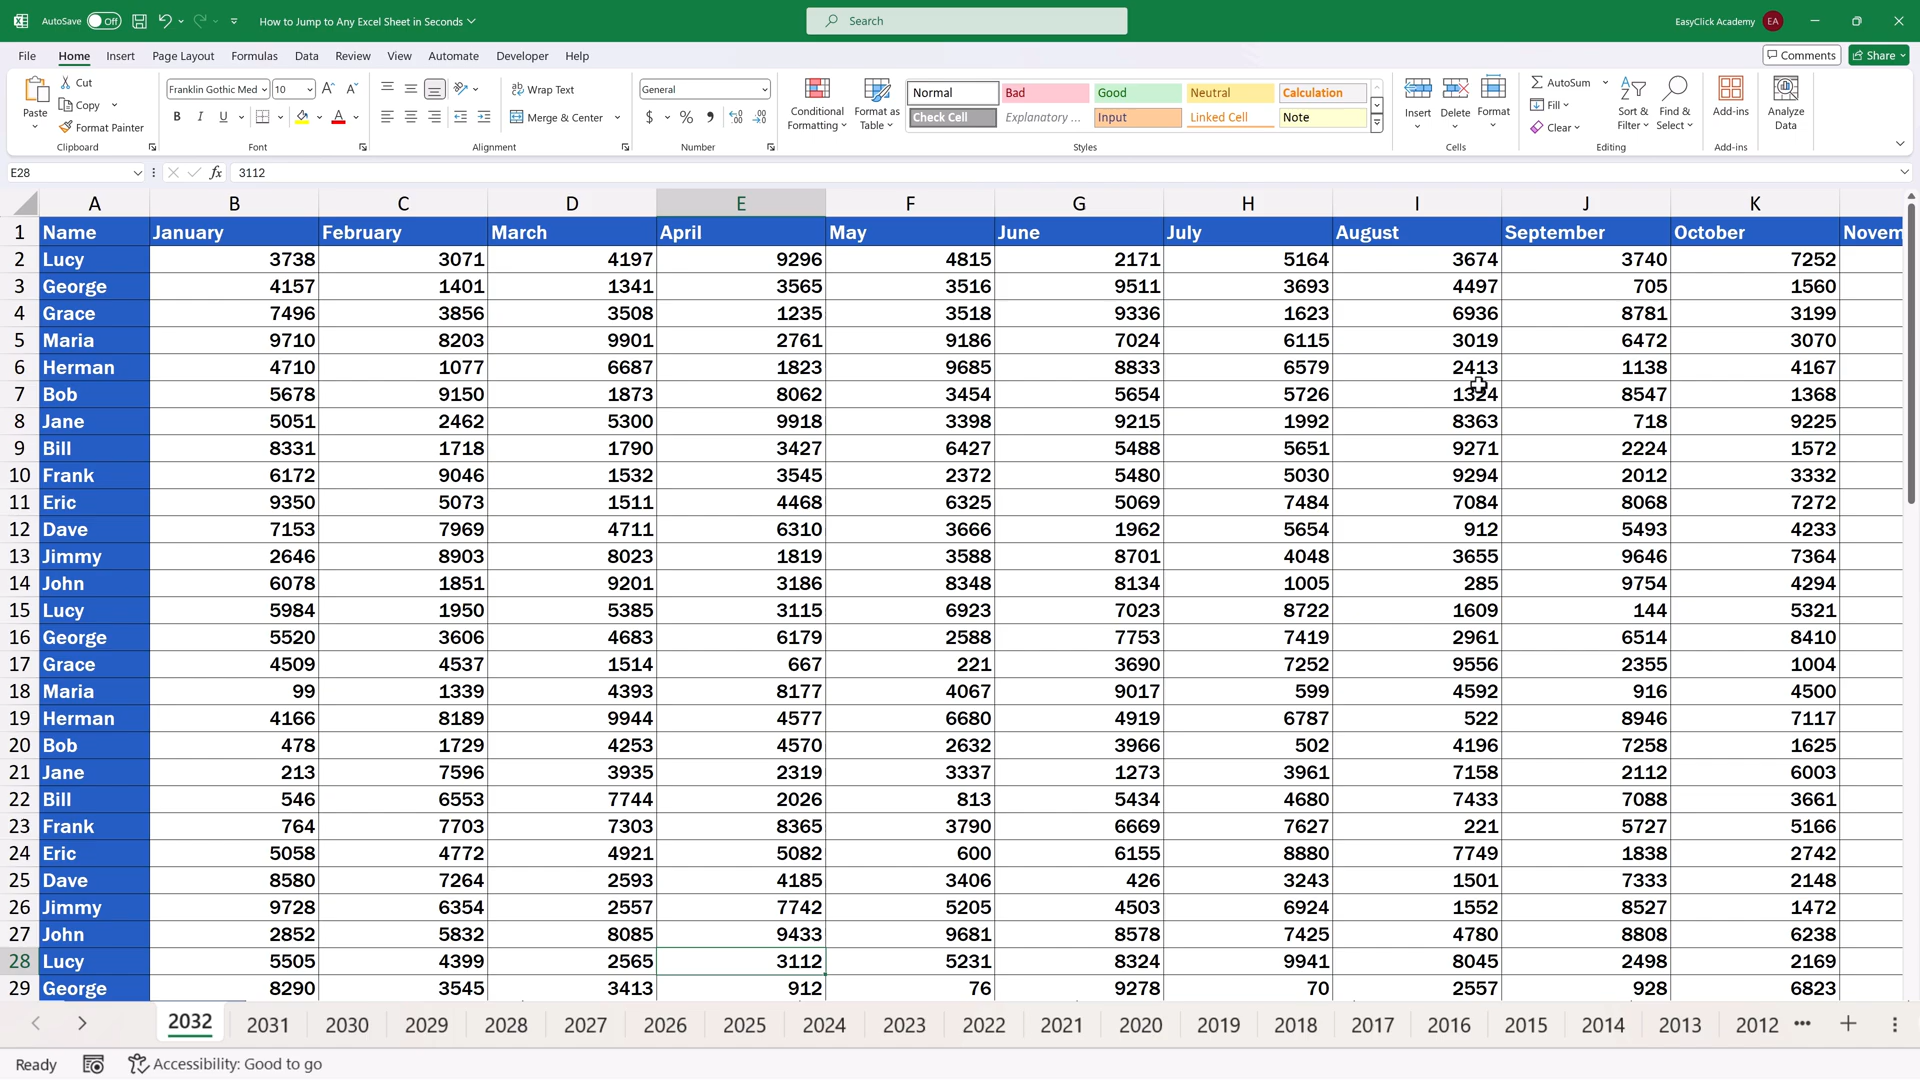 AutoSave Off How to Jump to Any Excel Sheet in Seconds Search EasyClick Academy EA
File Home Insert Page Layout Formulas Data Review View Automate Developer Help Comments Share
Paste Cut Copy Format Painter Clipboard
Franklin Gothic Med 10 B I U A Font
Wrap Text Merge & Center Alignment
General $ % Number
Conditional Formatting Format as Table Normal Bad Good Neutral Calculation
Check Cell Explanatory ... Input Linked Cell Note Styles
Insert Delete Format Cells
AutoSum Fill Clear Sort & Filter Find & Select Editing
Add-ins Add-ins Analyze Data
E28 fx 3112
A B C D E F G H I J K
1 Name January February March April May June July August September October Novem
2 Lucy 3738 3071 4197 9296 4815 2171 5164 3674 3740 7252
3 George 4157 1401 1341 3565 3516 9511 3693 4497 705 1560
4 Grace 7496 3856 3508 1235 3518 9336 1623 6936 8781 3199
5 Maria 9710 8203 9901 2761 9186 7024 6115 3019 6472 3070
6 Herman 4710 1077 6687 1823 9685 8833 6579 2413 1138 4167
7 Bob 5678 9150 1873 8062 3454 5654 5726 1324 8547 1368
8 Jane 5051 2462 5300 9918 3398 9215 1992 8363 718 9225
9 Bill 8331 1718 1790 3427 6427 5488 5651 9271 2224 1572
10 Frank 6172 9046 1532 3545 2372 5480 5030 9294 2012 3332
11 Eric 9350 5073 1511 4468 6325 5069 7484 7084 8068 7272
12 Dave 7153 7969 4711 6310 3666 1962 5654 912 5493 4233
13 Jimmy 2646 8903 8023 1819 3588 8701 4048 3655 9646 7364
14 John 6078 1851 9201 3186 8348 8134 1005 285 9754 4294
15 Lucy 5984 1950 5385 3115 6923 7023 8722 1609 144 5321
16 George 5520 3606 4683 6179 2588 7753 7419 2961 6514 8410
17 Grace 4509 4537 1514 667 221 3690 7252 9556 2355 1004
18 Maria 99 1339 4393 8177 4067 9017 599 4592 916 4500
19 Herman 4166 8189 9944 4577 6680 4919 6787 522 8946 7117
20 Bob 478 1729 4253 4570 2632 3966 502 4196 7258 1625
21 Jane 213 7596 3935 2319 3337 1273 3961 7158 2112 6003
22 Bill 546 6553 7744 2026 813 5434 4680 7433 7088 3661
23 Frank 764 7703 7303 8365 3790 6669 7627 221 5727 5166
24 Eric 5058 4772 4921 5082 600 6155 8880 7749 1838 2742
25 Dave 8580 7264 2593 4185 3406 426 3243 1501 7333 2148
26 Jimmy 9728 6354 2557 7742 5205 4503 6924 1552 8527 1472
27 John 2852 5832 8085 9433 9681 8578 7425 4780 8808 6238
28 Lucy 5505 4399 2565 3112 5231 8324 9941 8045 2498 2169
29 George 8290 3545 3413 912 76 9278 70 2557 928 6823
2032 2031 2030 2029 2028 2027 2026 2025 2024 2023 2022 2021 2020 2019 2018 2017 2016 2015 2014 2013 2012 ...
Ready Accessibility: Good to go